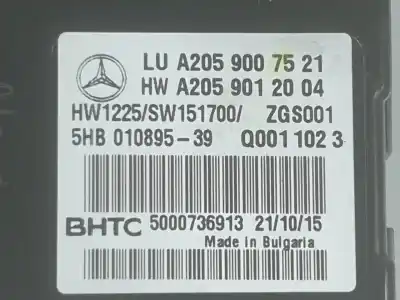 LU A205 900 75 21
HW A205 901 20 04
HW1225/SW151700/ ZGS001
5HB 010895-39 Q001 102 3
BHTC 5000736913 21/10/15
Made in Bulgaria